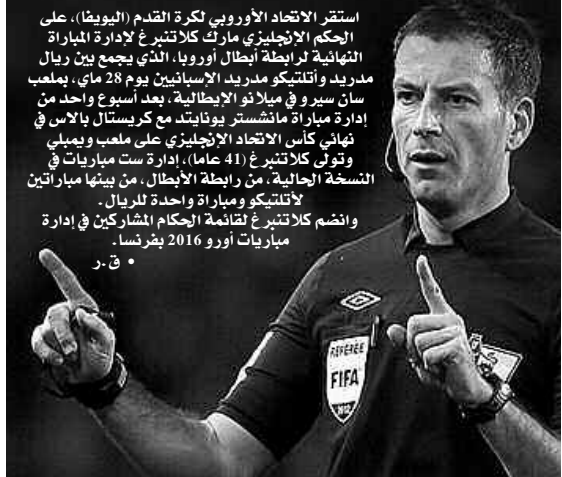 استقر الاتحاد الأوروبي لكرة القدم (اليويفا)، على
الحكم الإنجليزي مارك كلاتنبرغ لإدارة المباراة
النهائية لرابطة أبطال أوروبا، الذي يجمع بين ريال
مدريد وأتلتيكو مدريد الإسبانيين يوم 28 ماي، بملعب
سان سيرو في ميلانو الإيطالية، بعد أسبوع واحد من
إدارة مباراة مانشستر يونايتد مع كريستال بالاس في
نهائي كأس الاتحاد الإنجليزي على ملعب ويمبلي
وتولى كلاتنبرغ (41 عاما)، إدارة ست مباريات في
النسخة الحالية، من رابطة الأبطال، من بينها مباراتين
لأتلتيكو ومباراة واحدة للريال.
وانضم كلاتنبرغ لقائمة الحكام المشاركين في إدارة
مباريات أورو 2016 بفرنسا.
• ق.ر
REFEREE
FIFA
2012